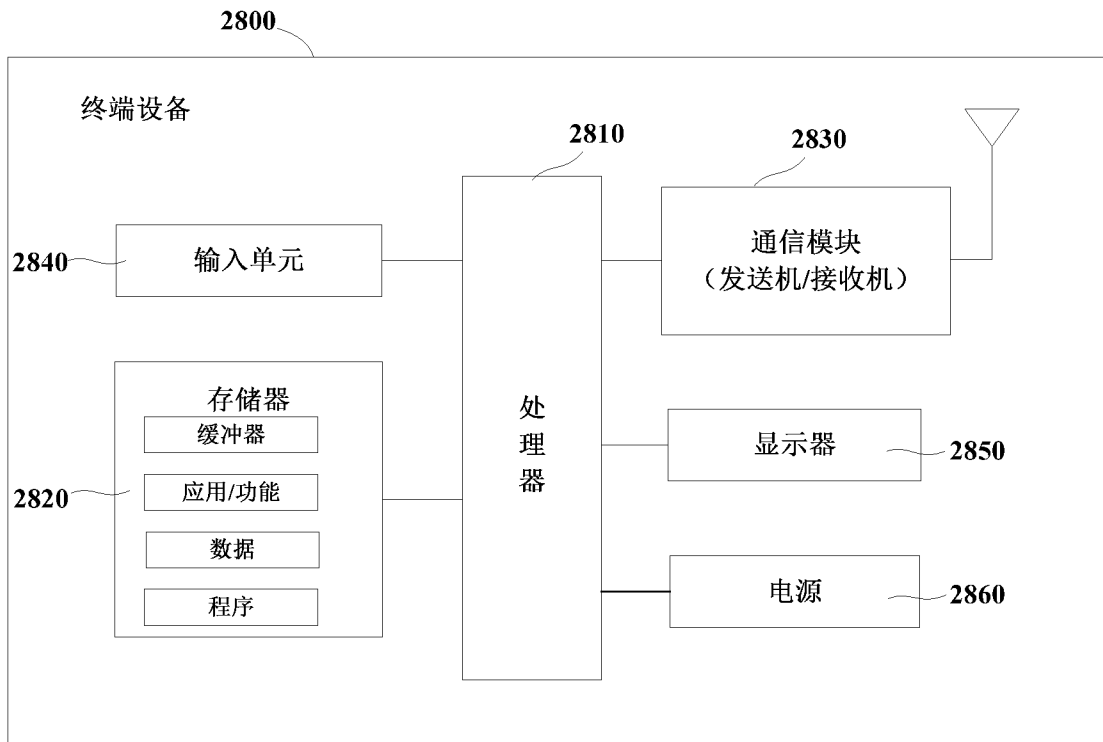 2800
终端设备
2810
2830
2840
输入单元
通信模块
（发送机/接收机）
存储器
缓冲器
2820
应用/功能
数据
程序
处
理
器
显示器
2850
电源
2860